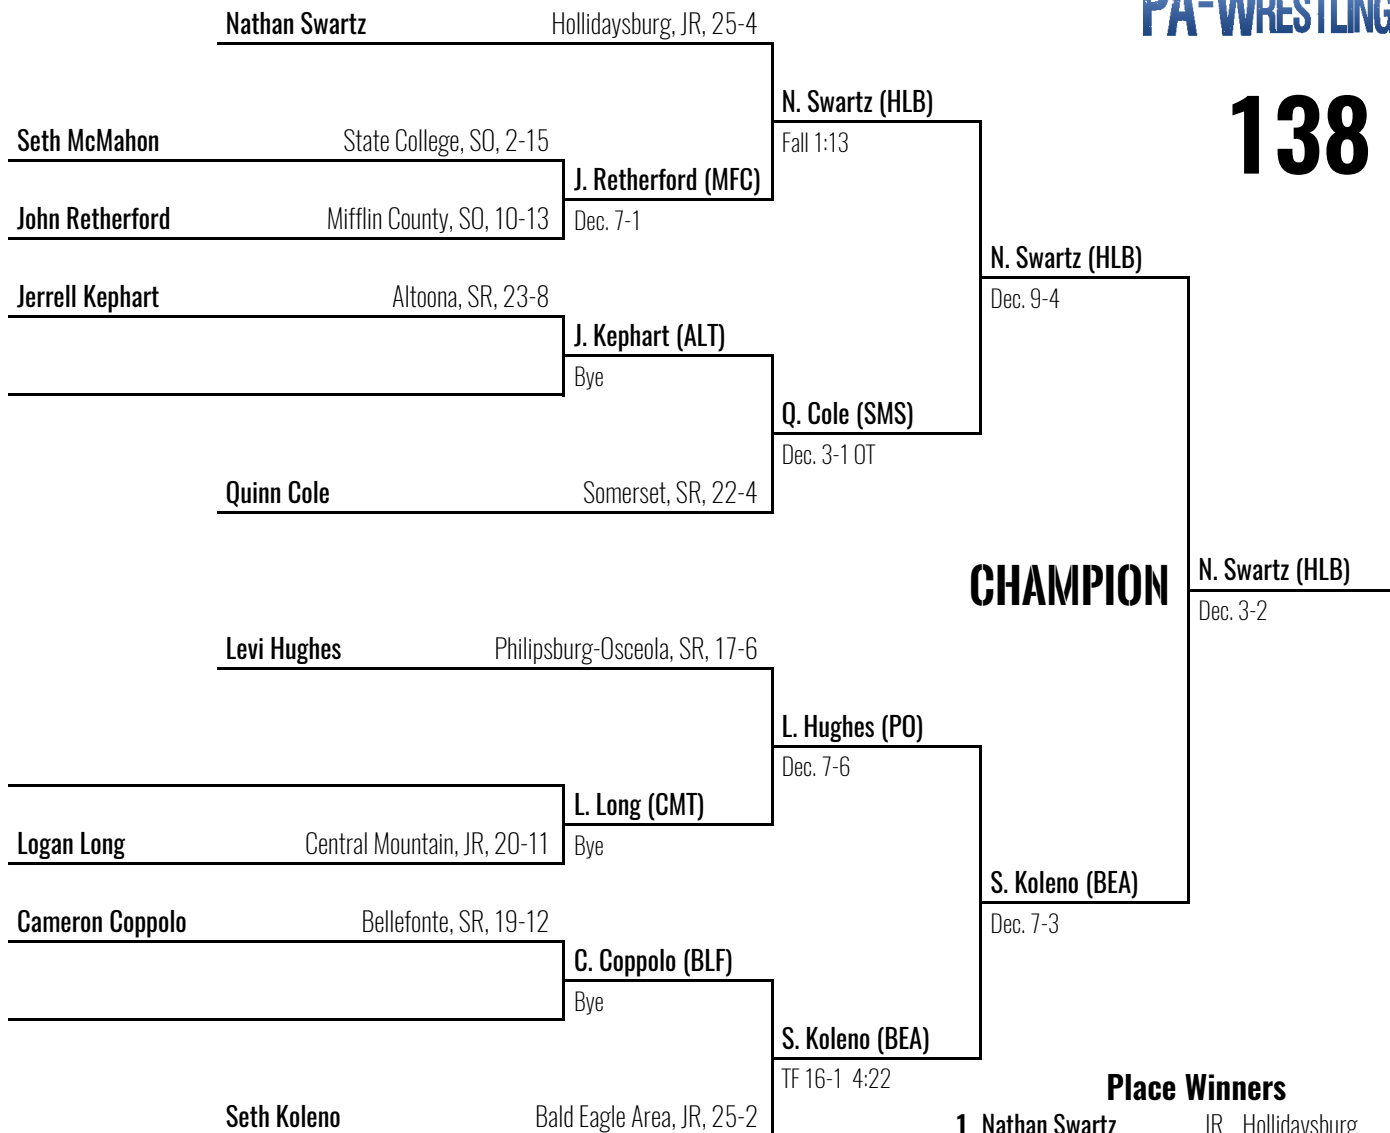 PA-WRESTLING
138
Nathan Swartz Hollidaysburg, JR, 25-4
N. Swartz (HLB)
Fall 1:13
Seth McMahon State College, SO, 2-15
J. Retherford (MFC)
Dec. 7-1
John Retherford Mifflin County, SO, 10-13
N. Swartz (HLB)
Dec. 9-4
Jerrell Kephart Altoona, SR, 23-8
J. Kephart (ALT)
Bye
Q. Cole (SMS)
Dec. 3-1 OT
Quinn Cole Somerset, SR, 22-4
CHAMPION
N. Swartz (HLB)
Dec. 3-2
Levi Hughes Philipsburg-Osceola, SR, 17-6
L. Hughes (PO)
Dec. 7-6
L. Long (CMT)
Bye
Logan Long Central Mountain, JR, 20-11
S. Koleno (BEA)
Dec. 7-3
Cameron Coppolo Bellefonte, SR, 19-12
C. Coppolo (BLF)
Bye
S. Koleno (BEA)
TF 16-1 4:22
Seth Koleno Bald Eagle Area, JR, 25-2
Place Winners
1 Nathan Swartz JR Hollidaysburg